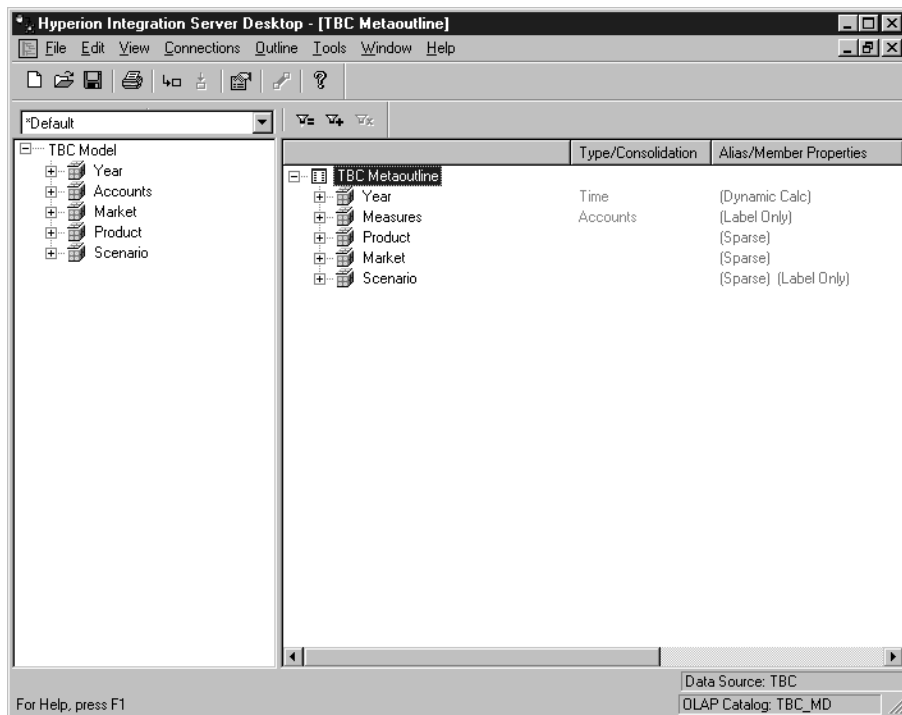 Hyperion Integration Server Desktop - [TBC Metaoutline]
File Edit View Connections Outline Tools Window Help
*Default
TBC Model
Year
Accounts
Market
Product
Scenario
Type/Consolidation Alias/Member Properties
TBC Metaoutline
Year Time (Dynamic Calc)
Measures Accounts (Label Only)
Product (Sparse)
Market (Sparse)
Scenario (Sparse) (Label Only)
Data Source: TBC
For Help, press F1 OLAP Catalog: TBC_MD